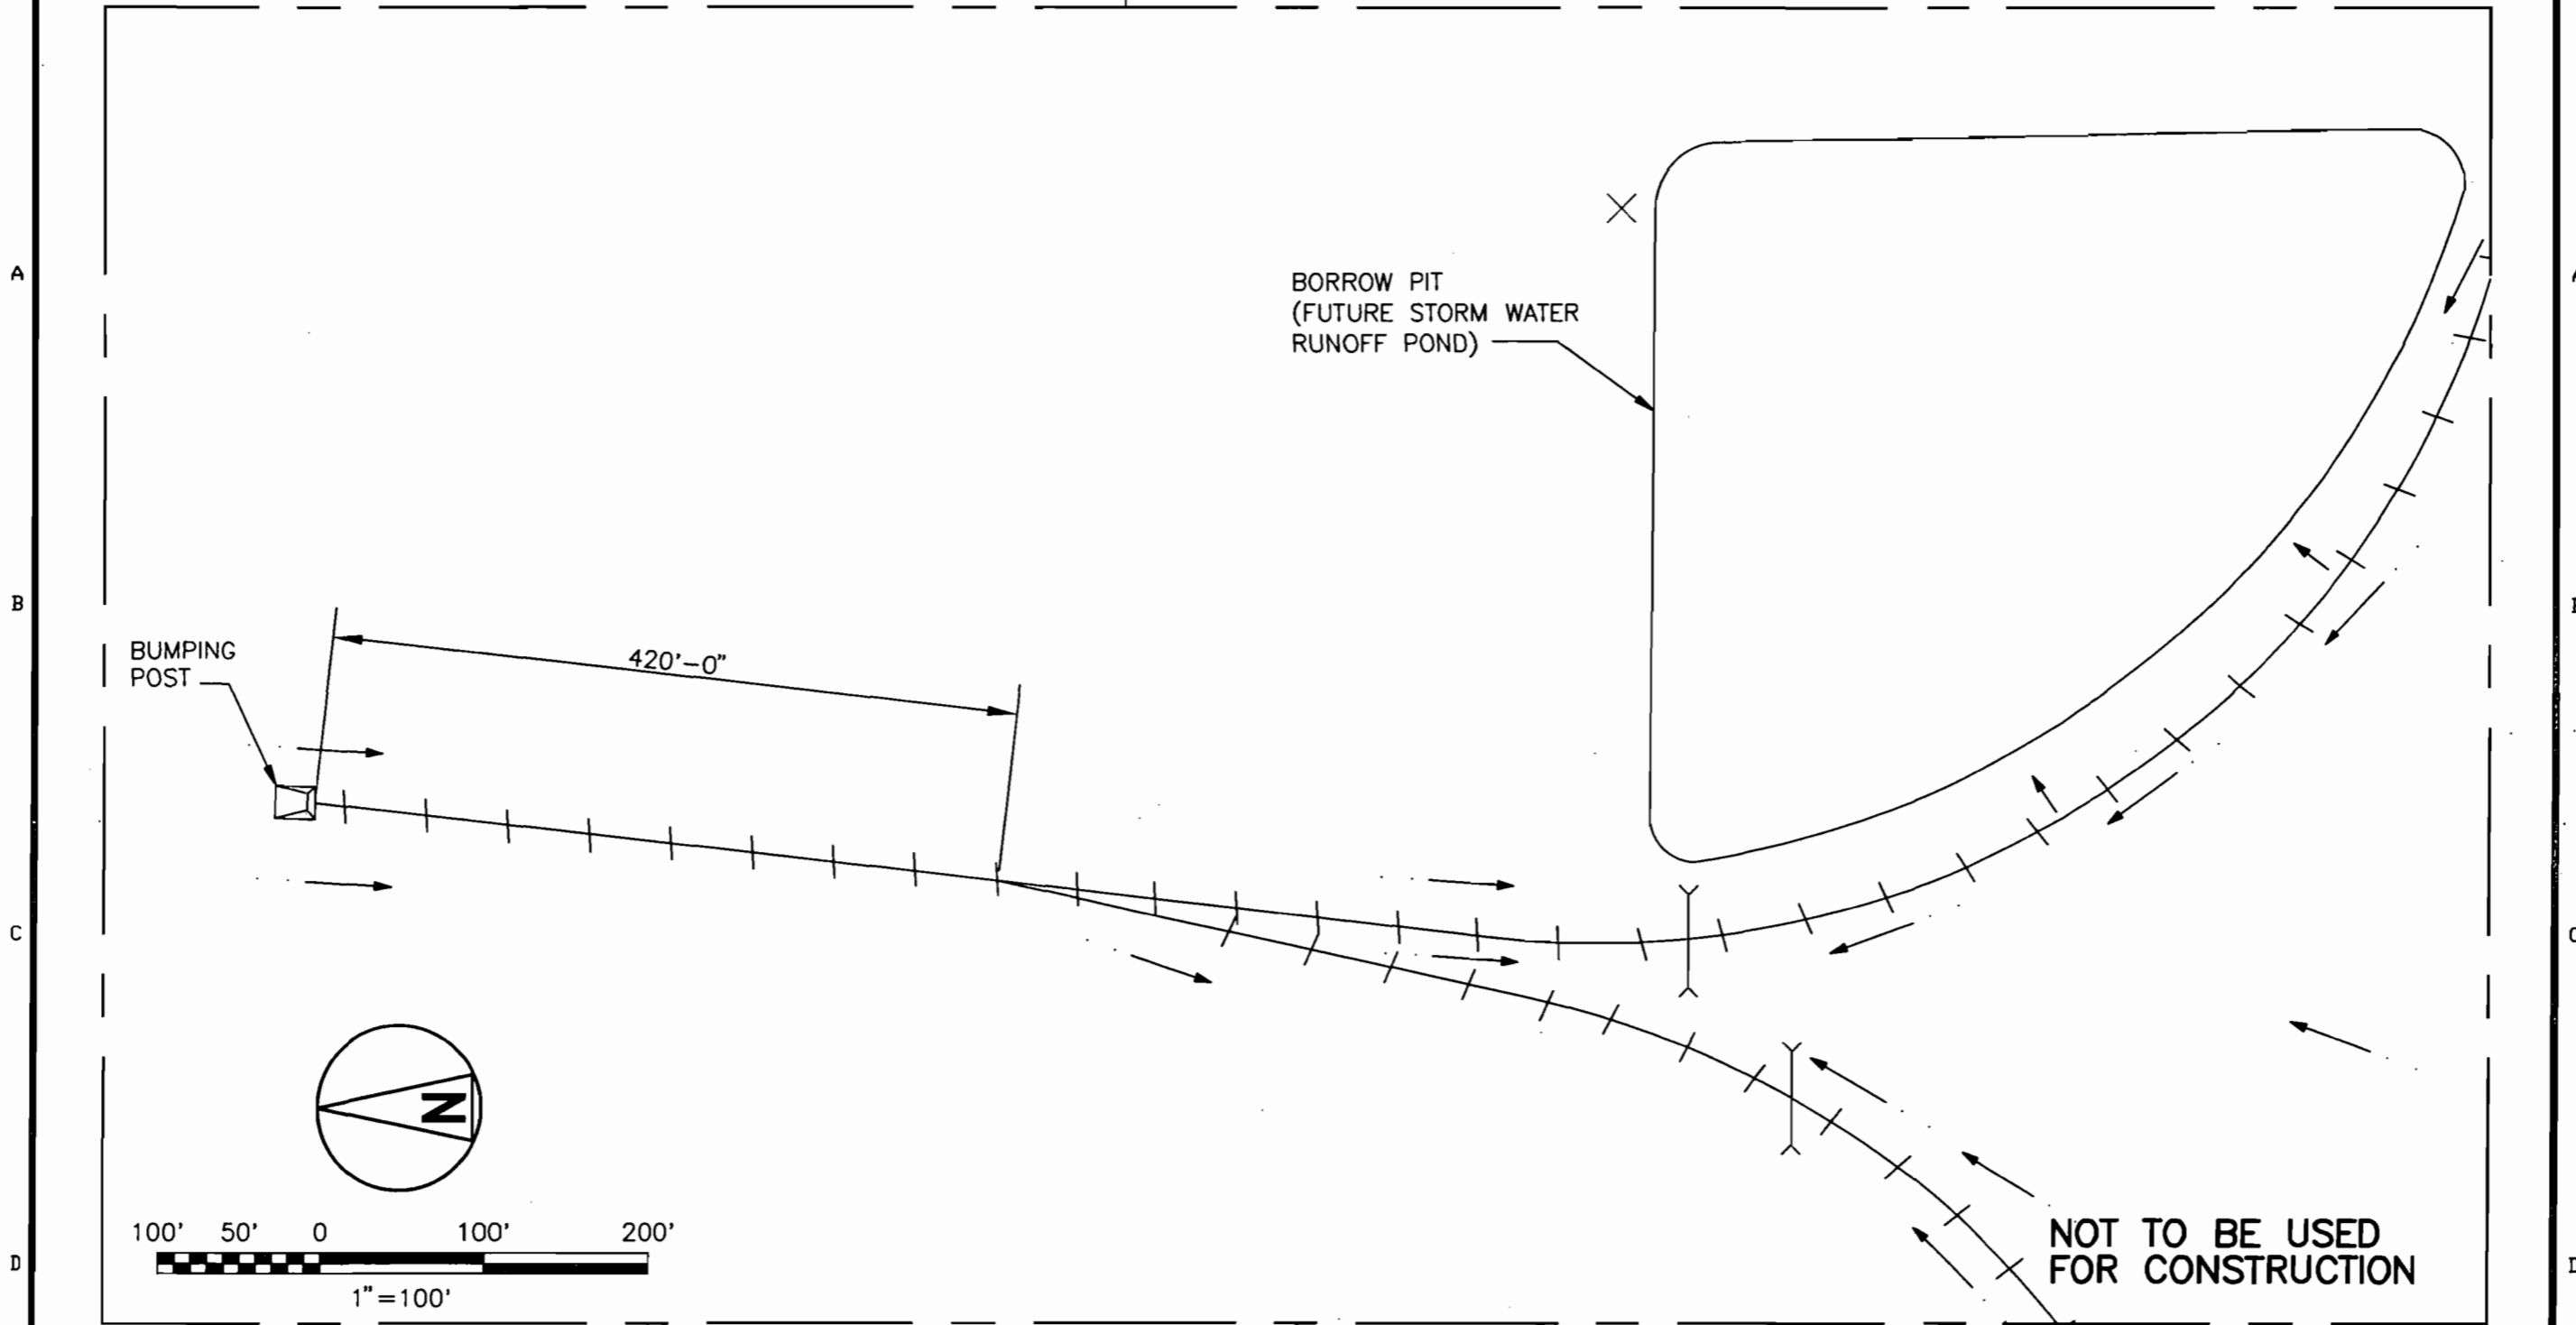 A
BORROW PIT
(FUTURE STORM WATER
RUNOFF POND)
B
BUMPING
POST
420'-0"
C
N
100' 50' 0 100' 200'
1"=100'
D
NOT TO BE USED
FOR CONSTRUCTION